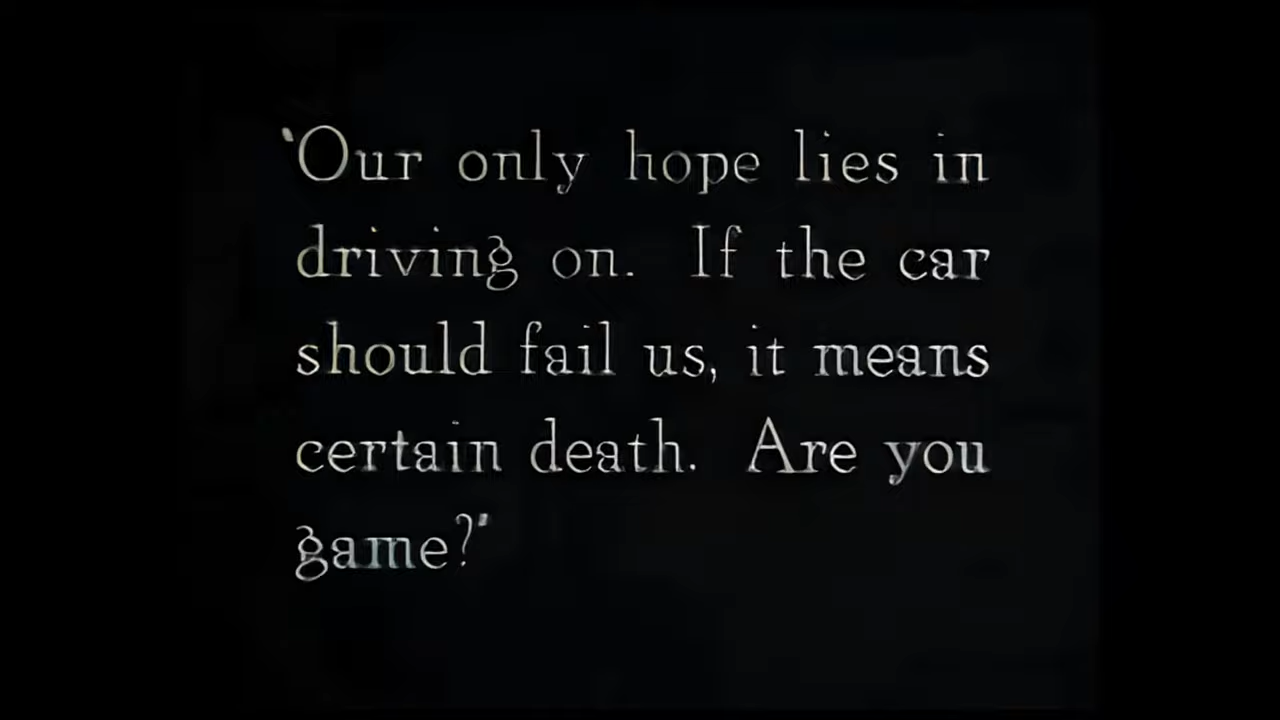 "Our only hope lies in
driving on. If the car
should fail us, it means
certain death. Are you
game?"